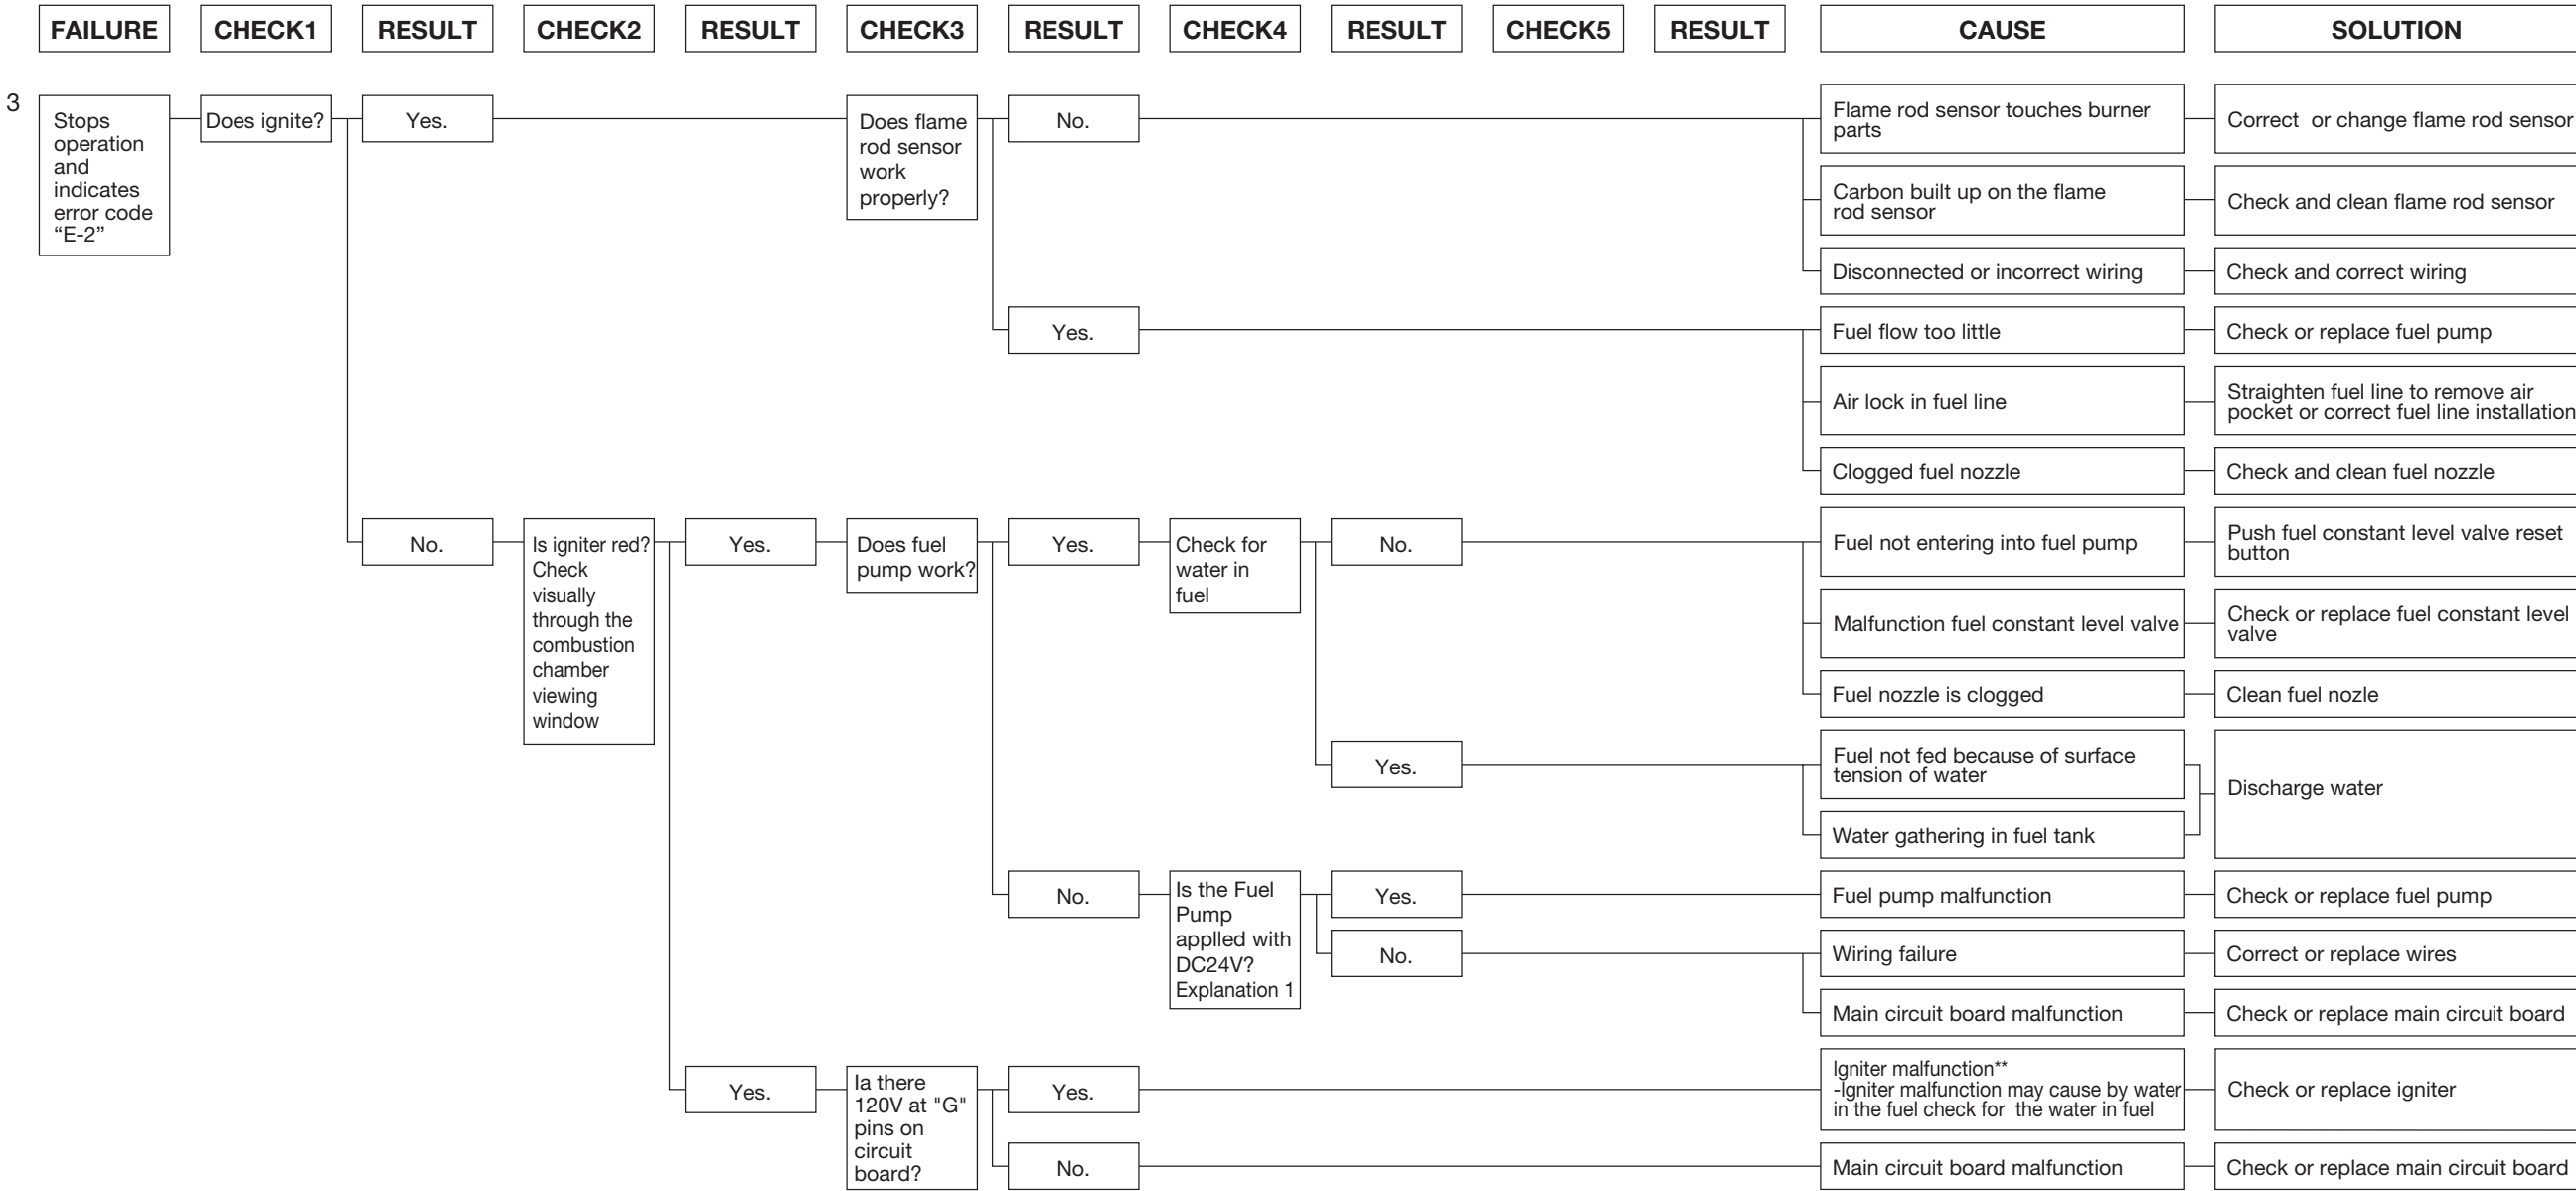 FAILURE
CHECK1
RESULT
CHECK2
RESULT
CHECK3
RESULT
CHECK4
RESULT
CHECK5
RESULT
CAUSE
SOLUTION
3
Stops
operation
and
indicates
error code
“E-2”
Does ignite?
Yes.
Does flame
rod sensor
work
properly?
No.
Flame rod sensor touches burner
parts
Correct or change flame rod sensor
Carbon built up on the flame
rod sensor
Check and clean flame rod sensor
Disconnected or incorrect wiring
Check and correct wiring
Yes.
Fuel flow too little
Check or replace fuel pump
Air lock in fuel line
Straighten fuel line to remove air
pocket or correct fuel line installation
Clogged fuel nozzle
Check and clean fuel nozzle
No.
Is igniter red?
Check
visually
through the
combustion
chamber
viewing
window
Yes.
Does fuel
pump work?
Yes.
Check for
water in
fuel
No.
Fuel not entering into fuel pump
Push fuel constant level valve reset
button
Malfunction fuel constant level valve
Check or replace fuel constant level
valve
Fuel nozzle is clogged
Clean fuel nozle
Yes.
Fuel not fed because of surface
tension of water
Water gathering in fuel tank
Discharge water
No.
Is the Fuel
Pump
applled with
DC24V?
Explanation 1
Yes.
Fuel pump malfunction
Check or replace fuel pump
No.
Wiring failure
Correct or replace wires
Main circuit board malfunction
Check or replace main circuit board
Yes.
Ia there
120V at "G"
pins on
circuit
board?
Yes.
Igniter malfunction**
-Igniter malfunction may cause by water
in the fuel check for the water in fuel
Check or replace igniter
No.
Main circuit board malfunction
Check or replace main circuit board